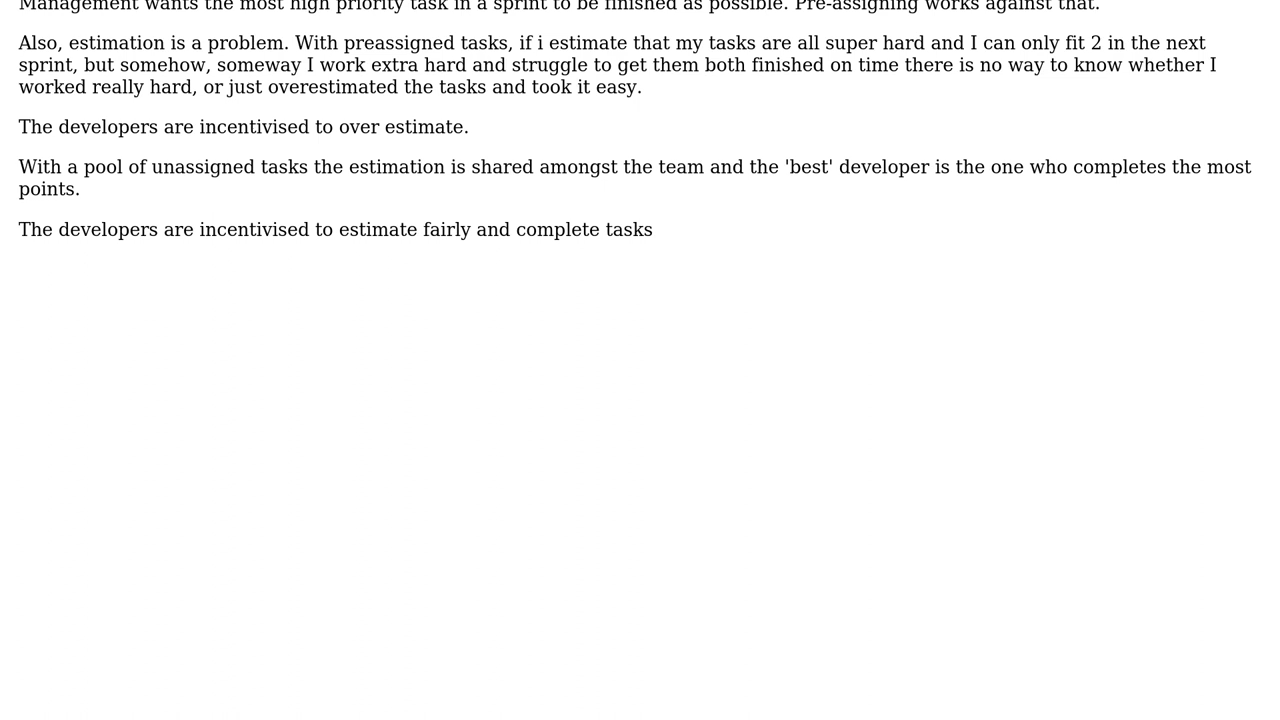 Management wants the most high priority task in a sprint to be finished as possible. Pre-assigning works against that.
Also, estimation is a problem. With preassigned tasks, if i estimate that my tasks are all super hard and I can only fit 2 in the next
sprint, but somehow, someway I work extra hard and struggle to get them both finished on time there is no way to know whether I
worked really hard, or just overestimated the tasks and took it easy.
The developers are incentivised to over estimate.
With a pool of unassigned tasks the estimation is shared amongst the team and the 'best' developer is the one who completes the most
points.
The developers are incentivised to estimate fairly and complete tasks